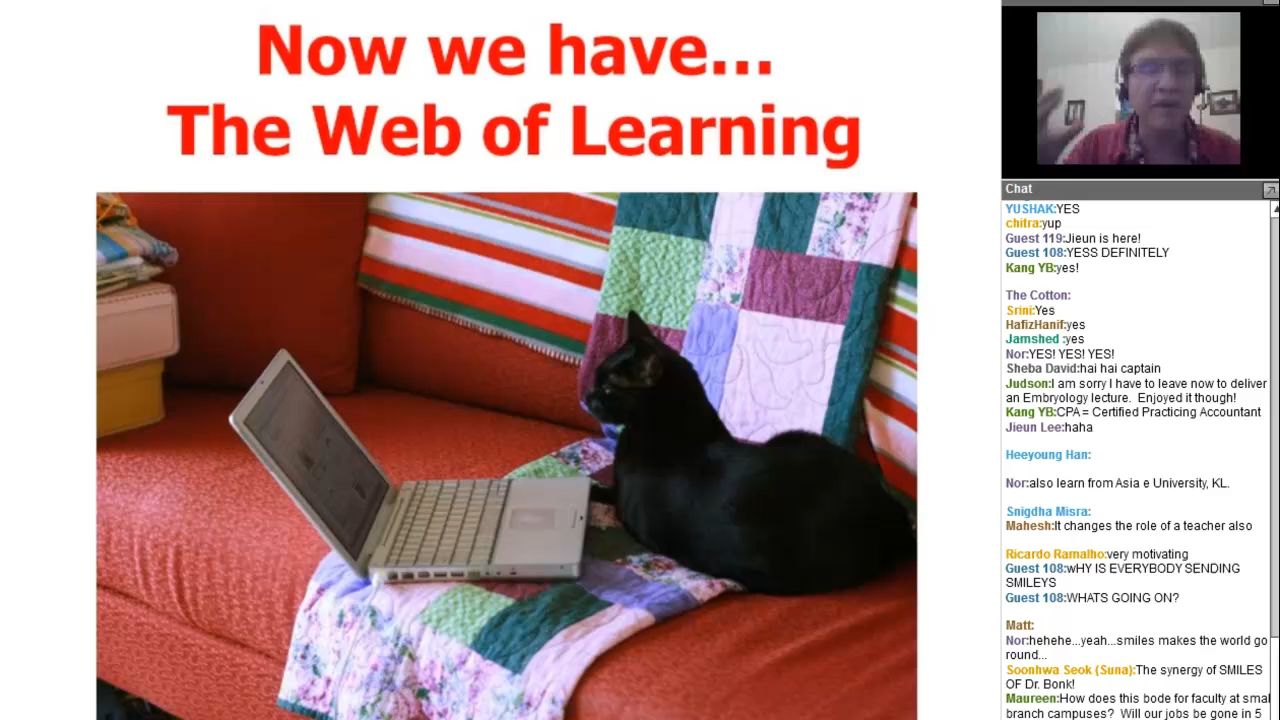 Now we have...
The Web of Learning
Chat
YUSHAK:YES
chitra:yup
Guest 119:Jieun is here!
Guest 108:YESS DEFINITELY
Kang YB:yes!
The Cotton:
Srini:Yes
HafizHanif:yes
Jamshed :yes
Nor:YES! YES! YES!
Sheba David:hai hai captain
Judson:I am sorry I have to leave now to deliver
an Embryology lecture. Enjoyed it though!
Kang YB:CPA = Certified Practicing Accountant
Jieun Lee:haha
Heeyoung Han:
Nor:also learn from Asia e University, KL.
Snigdha Misra:
Mahesh:It changes the role of a teacher also
Ricardo Ramalho:very motivating
Guest 108:wHY IS EVERYBODY SENDING
SMILEYS
Guest 108:WHATS GOING ON?
Matt:
Nor:hehehe...yeah...smiles makes the world go
round...
Soonhwa Seok (Suna):The synergy of SMILES
OF Dr. Bonk!
Maureen:How does this bode for faculty at smal
branch campuses? Will our jobs be gone in 5